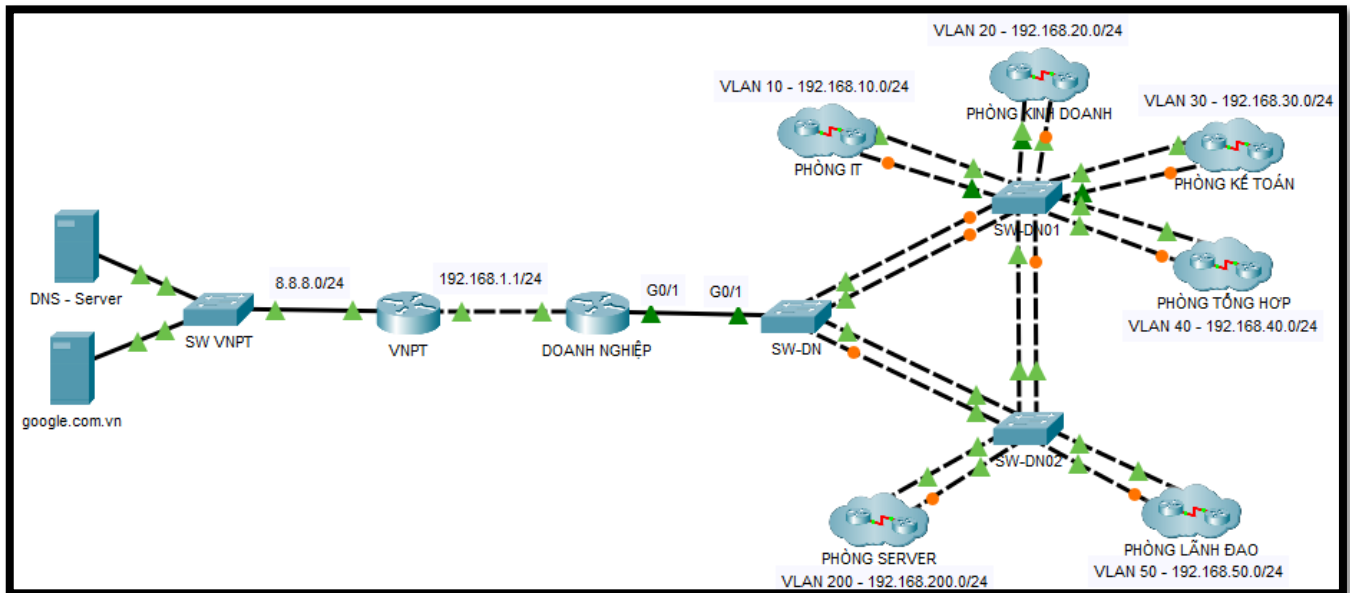 VLAN 20 - 192.168.20.0/24
PHÒNG KINH DOANH
VLAN 10 - 192.168.10.0/24
PHÒNG IT
VLAN 30 - 192.168.30.0/24
PHÒNG KẾ TOÁN
SW-DN01
PHÒNG TỔNG HỢP
VLAN 40 - 192.168.40.0/24
DNS - Server
8.8.8.0/24
192.168.1.1/24
G0/1
G0/1
SW VNPT
VNPT
DOANH NGHIỆP
SW-DN
google.com.vn
SW-DN02
PHÒNG SERVER
VLAN 200 - 192.168.200.0/24
PHÒNG LÃNH ĐẠO
VLAN 50 - 192.168.50.0/24